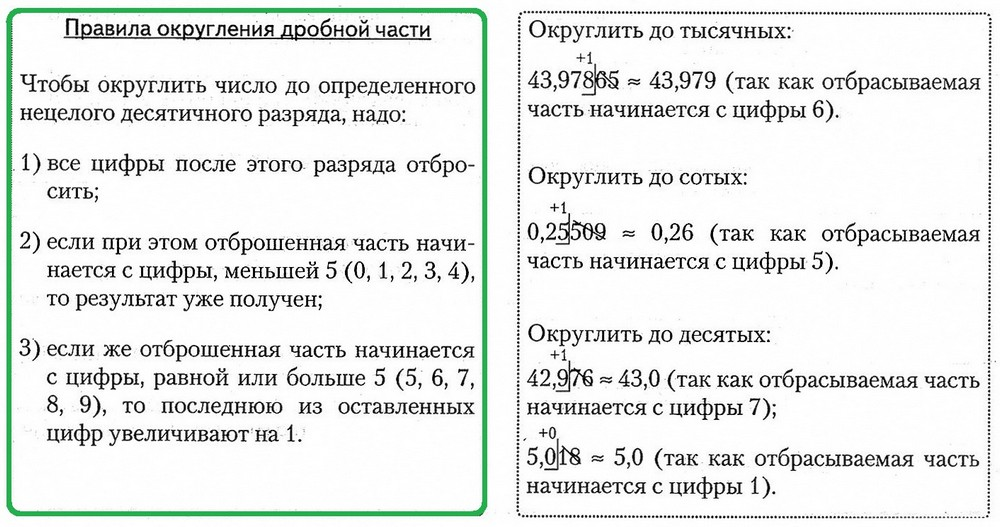 Правила округления дробной части
Чтобы округлить число до определенного
нецелого десятичного разряда, надо:
1) все цифры после этого разряда отбро-
сить;
2) если при этом отброшенная часть начи-
нается с цифры, меньшей 5 (0, 1, 2, 3, 4),
то результат уже получен;
3) если же отброшенная часть начинается
с цифры, равной или больше 5 (5, 6, 7,
8, 9), то последнюю из оставленных
цифр увеличивают на 1.
Округлить до тысячных:
+1
43,97865 ≈ 43,979 (так как отбрасываемая
часть начинается с цифры 6).
Округлить до сотых:
+1
0,25509 ≈ 0,26 (так как отбрасываемая
часть начинается с цифры 5).
Округлить до десятых:
+1
42,976 ≈ 43,0 (так как отбрасываемая часть
начинается с цифры 7);
+0
5,018 ≈ 5,0 (так как отбрасываемая часть
начинается с цифры 1).